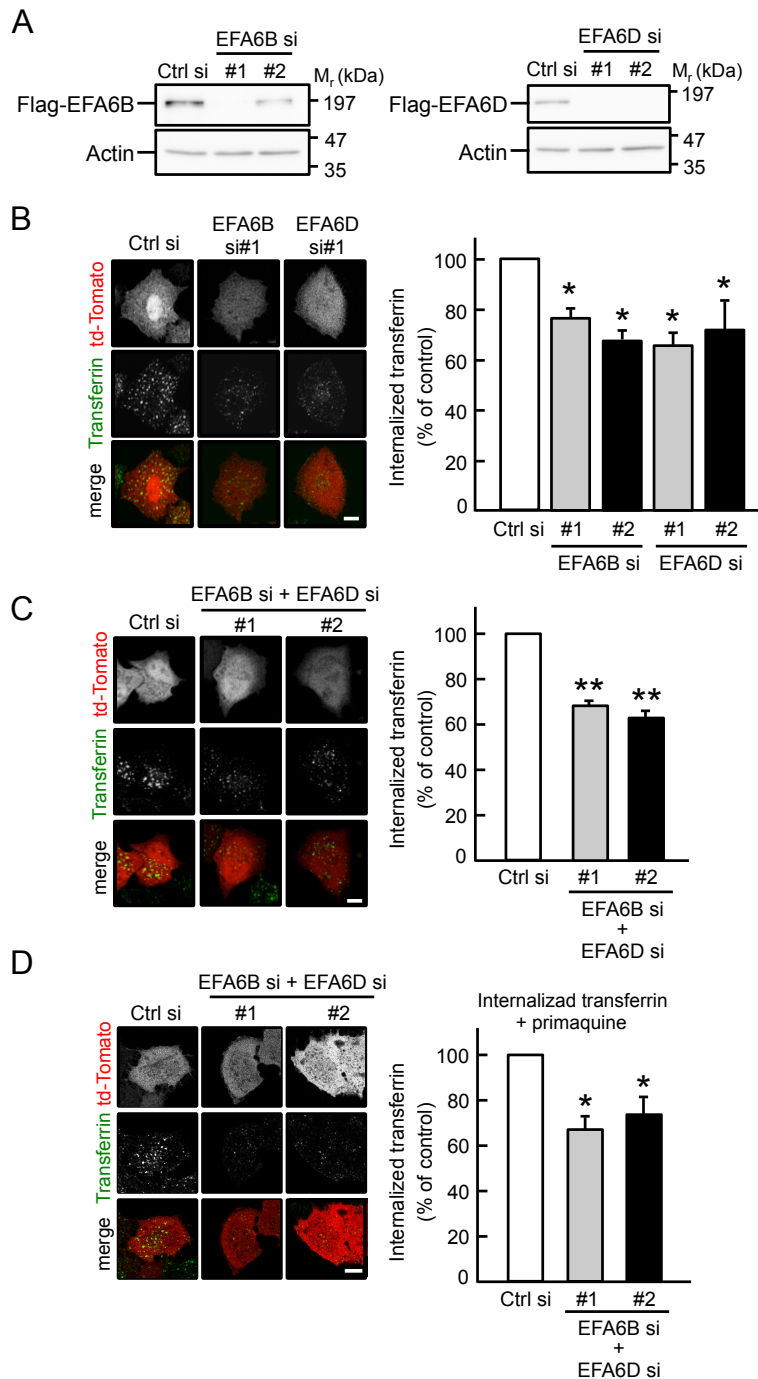 A
EFA6B si
Ctrl si #1 #2 Mr (kDa)
Flag-EFA6B
197
Actin
47
35
EFA6D si
Ctrl si #1 #2 Mr (kDa)
197
Flag-EFA6D
Actin
47
35
B
Ctrl si EFA6B si#1 EFA6D si#1
td-Tomato
Transferrin
merge
Internalized transferrin
(% of control)
100
80
60
40
20
0
* * * *
Ctrl si #1 #2 #1 #2
EFA6B si EFA6D si
C
EFA6B si + EFA6D si
Ctrl si #1 #2
td-Tomato
Transferrin
merge
Internalized transferrin
(% of control)
100
80
60
40
20
0
** **
Ctrl si #1 #2
EFA6B si
+
EFA6D si
D
EFA6B si + EFA6D si
Ctrl si #1 #2
td-Tomato
Transferrin
merge
Internalizad transferrin
+ primaquine
Internalized transferrin
(% of control)
100
80
60
40
20
0
* *
Ctrl si #1 #2
EFA6B si
+
EFA6D si